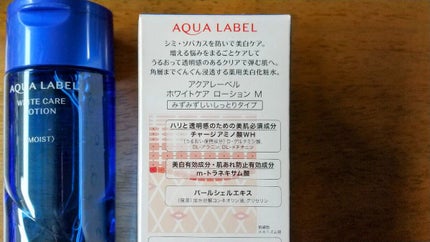 AQUA LABEL
WHITE CARE
LOTION
(MOIST)
AQUA LABEL
シミ・ソバカスを防いで美白ケア。
増える悩みをまるごとケアして
うるおって透明感のあるクリアで弾む肌へ。
角層までぐんぐん浸透する薬用美白化粧水。
アクアレーベル
ホワイトケア ローション M
みずみずしいしっとりタイプ
ハリと透明感のための美肌必須成分
チャージアミノ酸WH
美白有効成分・肌あれ防止有効成分
m-トラネキサム酸
パールシェルエキス